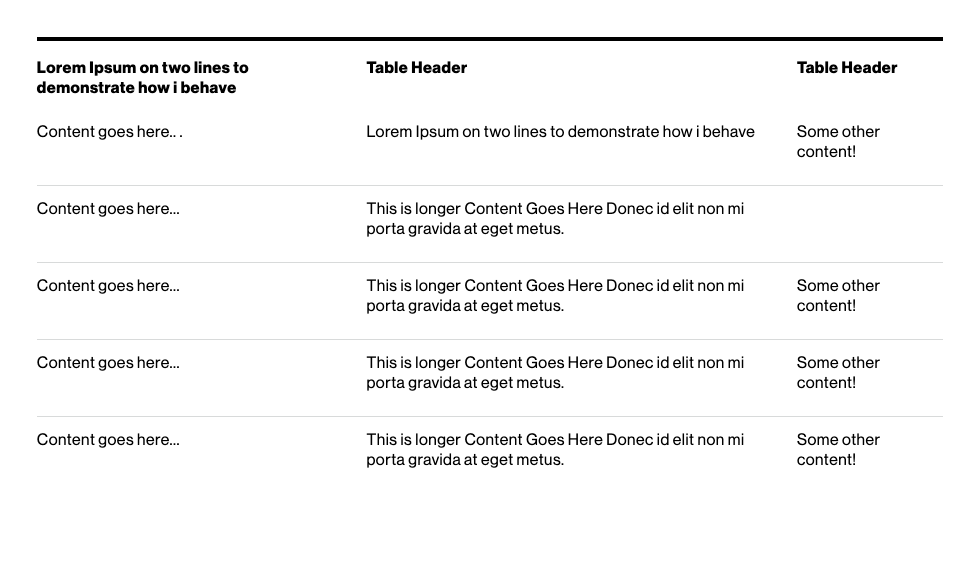 Lorem Ipsum on two lines to
demonstrate how i behave
Table Header
Table Header
Content goes here.. .
Lorem Ipsum on two lines to demonstrate how i behave
Some other
content!
Content goes here...
This is longer Content Goes Here Donec id elit non mi
porta gravida at eget metus.
Content goes here...
This is longer Content Goes Here Donec id elit non mi
porta gravida at eget metus.
Some other
content!
Content goes here...
This is longer Content Goes Here Donec id elit non mi
porta gravida at eget metus.
Some other
content!
Content goes here...
This is longer Content Goes Here Donec id elit non mi
porta gravida at eget metus.
Some other
content!